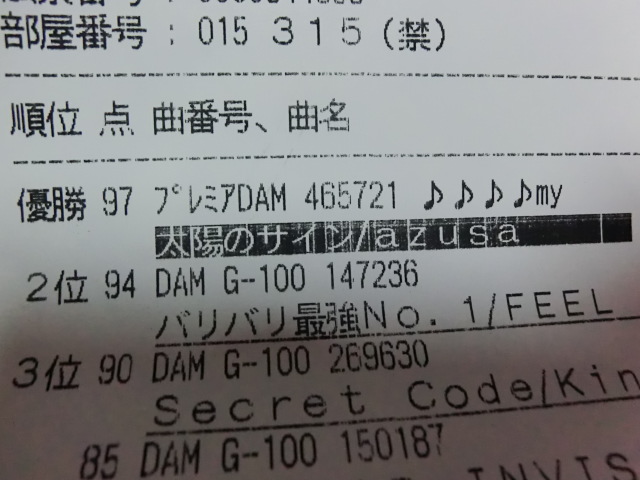 部屋番号 : 015 315(禁)
順位 点 曲番号、曲名
優勝 97 プレミアDAM 465721 ♪♪♪♪my
太陽のサイン/azusa
2位 94 DAM G-100 147236
バリバリ最強No.1/FEEL
3位 90 DAM G-100 269630
Secret Code/Kin
85 DAM G-100 150187
INVIS